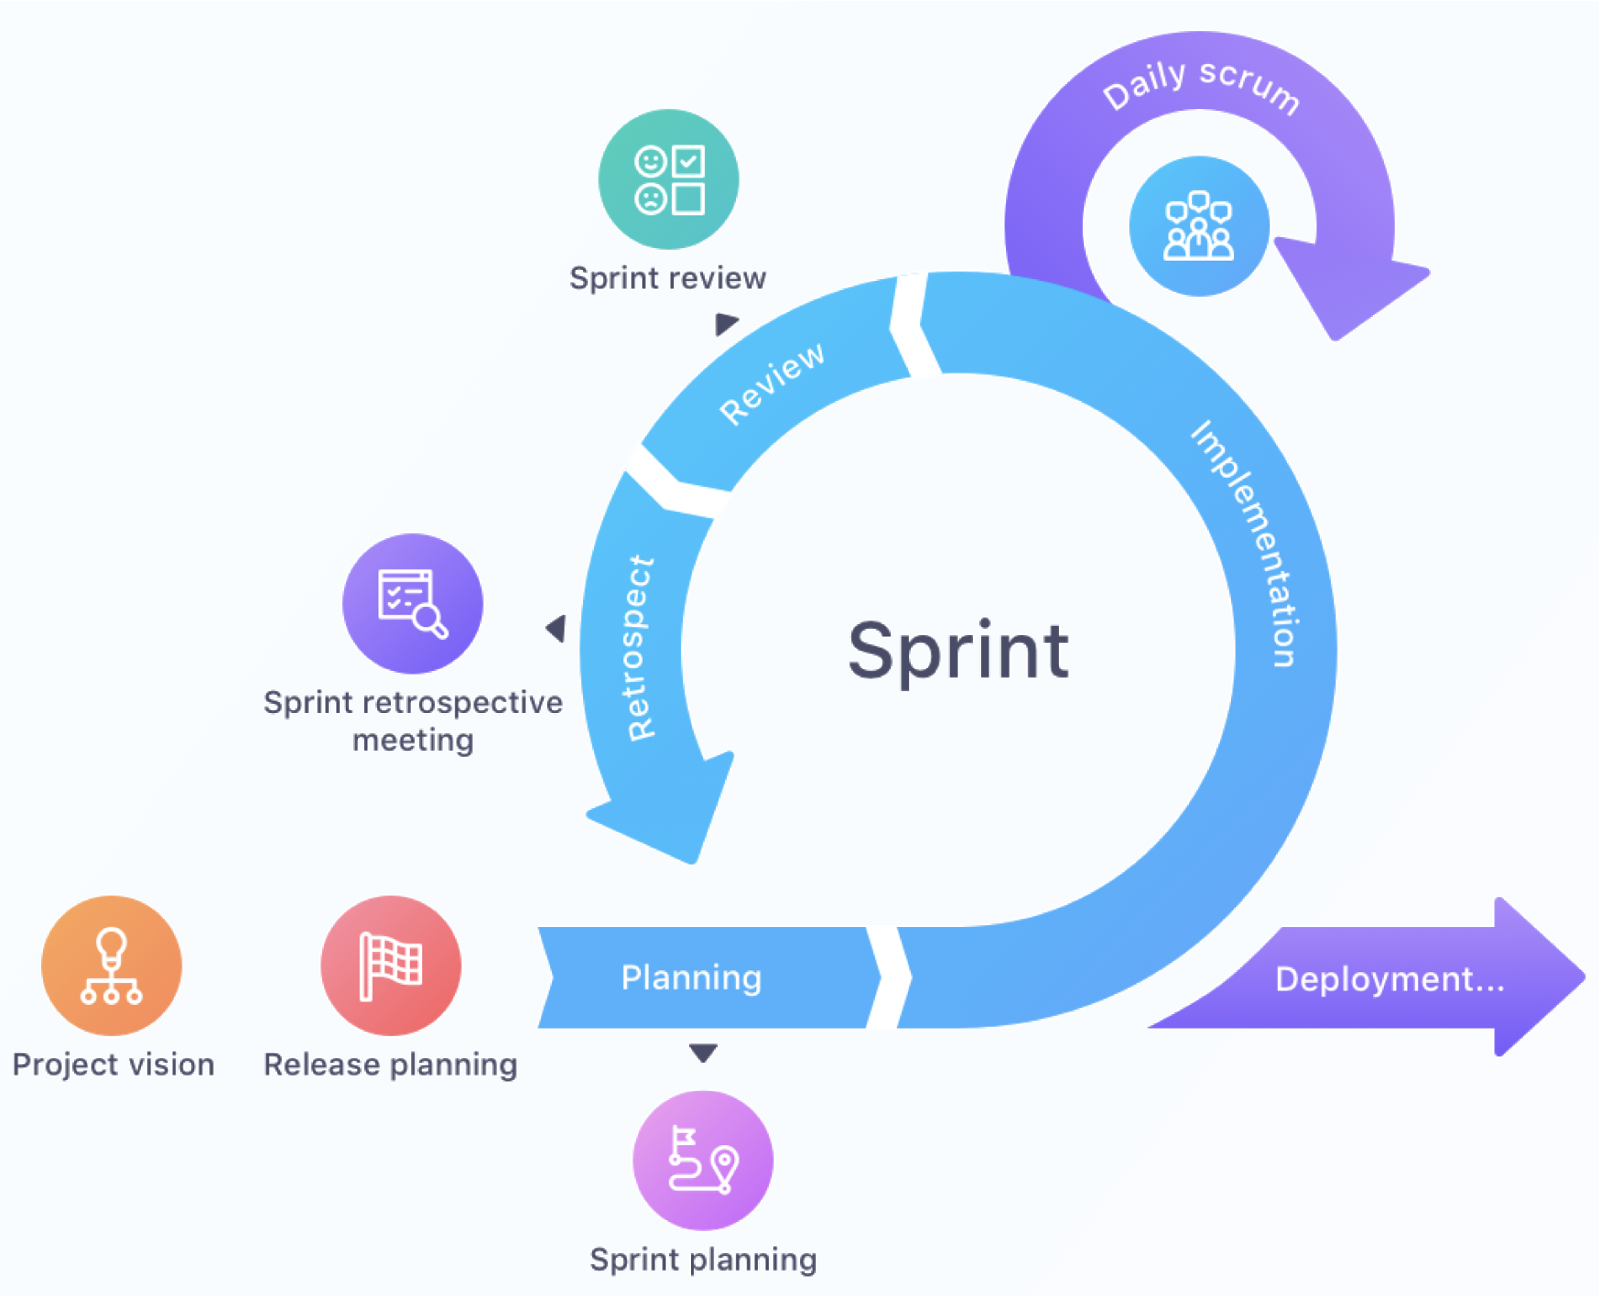 Daily scrum
Sprint review
Review
Implementation
Retrospect
Sprint
Sprint retrospective
meeting
Planning
Deployment...
Project vision
Release planning
Sprint planning